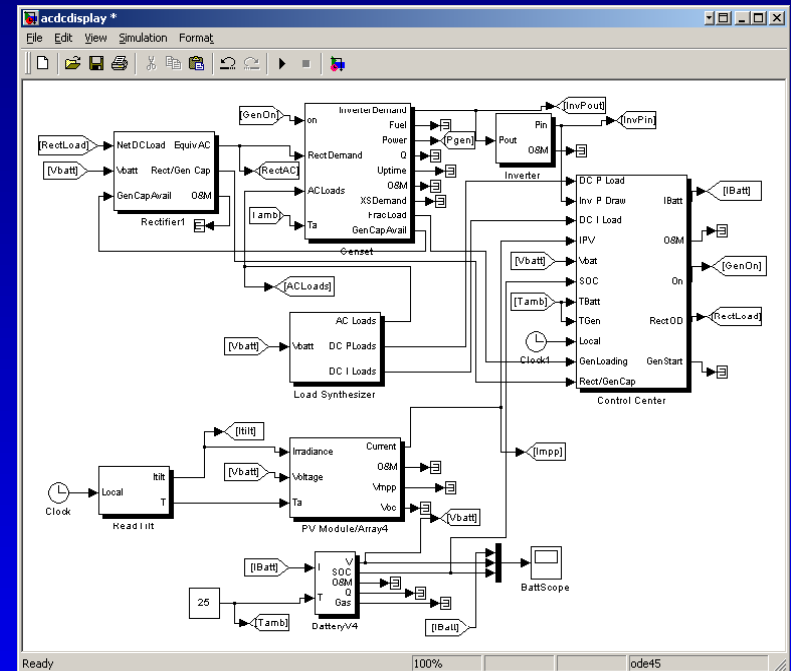 acdcdisplay *
File Edit View Simulation Format
[GenOn]
on
InverterDemand
Fuel
Power
Q
Uptime
O&M
XSDemand
FracLoad
GenCapAvail
RectDemand
ACLoads
Ta
Genset
[InvPout]
[Pgen]
Pout
Pin
O&M
Inverter
[InvPin]
[RectLoad]
[Vbatt]
NetDCLoad
Vbatt
GenCapAvail
EquivAC
Rect/Gen Cap
O&M
Rectifier1
[RectAC]
[Tamb]
[ACLoads]
DC P Load
Inv P Draw
DC I Load
IPV
Vbat
SOC
TBatt
TGen
Local
GenLoading
Rect/GenCap
IBatt
O&M
On
RectOD
GenStart
Control Center
[Vbatt]
[Tamb]
Clock1
[IBatt]
[GenOn]
[RectLoad]
[Vbatt]
Vbatt
AC Loads
DC PLoads
DC I Loads
Load Synthesizer
[Itilt]
Clock
Local
Itilt
T
ReadTilt
[Vbatt]
Irradiance
Voltage
Ta
Current
O&M
Vmpp
Voc
PV Module/Array4
[Impp]
[Vbatt]
[IBatt]
25
[Tamb]
I
T
V
SOC
O&M
Q
Gas
BatteryV4
[IBatt]
BattScope
Ready 100% ode45